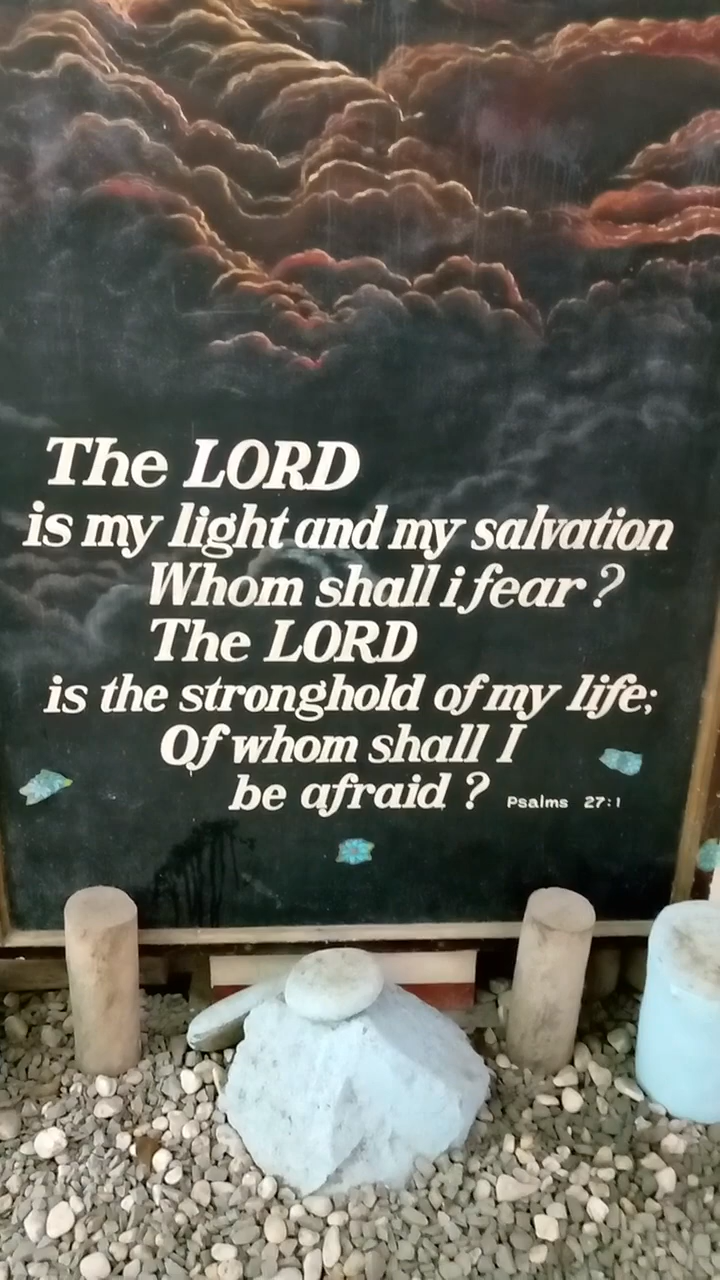 The LORD
is my light and my salvation
Whom shall i fear ?
The LORD
is the stronghold of my life;
Of whom shall I
be afraid ? Psalms 27:1